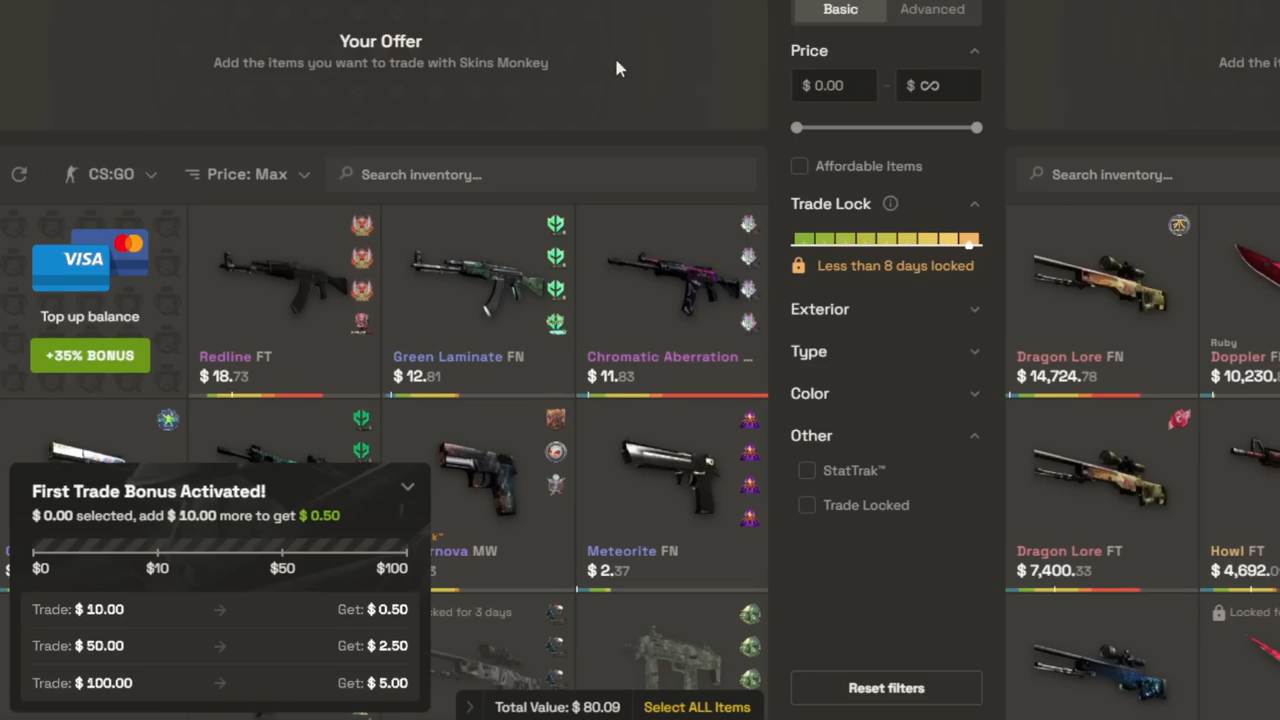 Basic
Advanced
Your Offer
Add the items you want to trade with Skins Monkey
Price
$ 0.00
-
$ ∞
Add the it
CS:GO
Price: Max
Search inventory...
Affordable Items
Search inventory...
Trade Lock
VISA
Less than 8 days locked
Top up balance
+35% BONUS
Exterior
Redline FT
$ 18.73
Green Laminate FN
$ 12.81
Chromatic Aberration ...
$ 11.83
Type
Dragon Lore FN
$ 14,724.78
Ruby
Doppler FN
$ 10,230.
Color
Other
StatTrak™
Trade Locked
First Trade Bonus Activated!
$ 0.00 selected, add $ 10.00 more to get $ 0.50
$0
$10
$50
$100
Trade: $ 10.00
Get: $ 0.50
Trade: $ 50.00
Get: $ 2.50
Trade: $ 100.00
Get: $ 5.00
rnova MW
Meteorite FN
$ 2.37
Dragon Lore FT
$ 7,400.33
Howl FT
$ 4,692.0
cked for 3 days
Locked fo
Total Value: $ 80.09
Select ALL Items
Reset filters